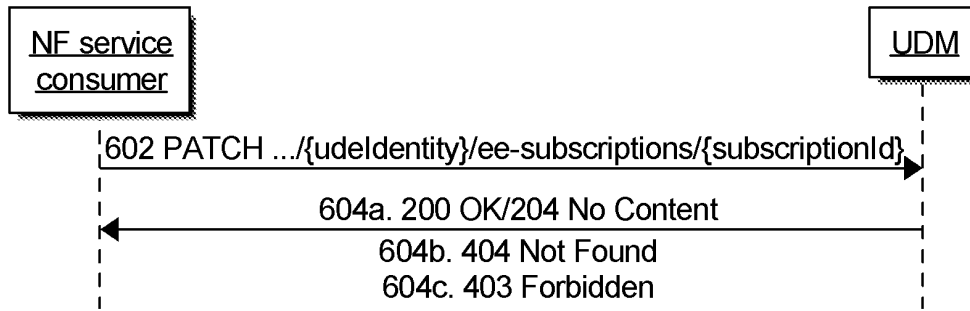 NF service
consumer
UDM
602 PATCH .../{udeIdentity}/ee-subscriptions/{subscriptionId}
604a. 200 OK/204 No Content
604b. 404 Not Found
604c. 403 Forbidden